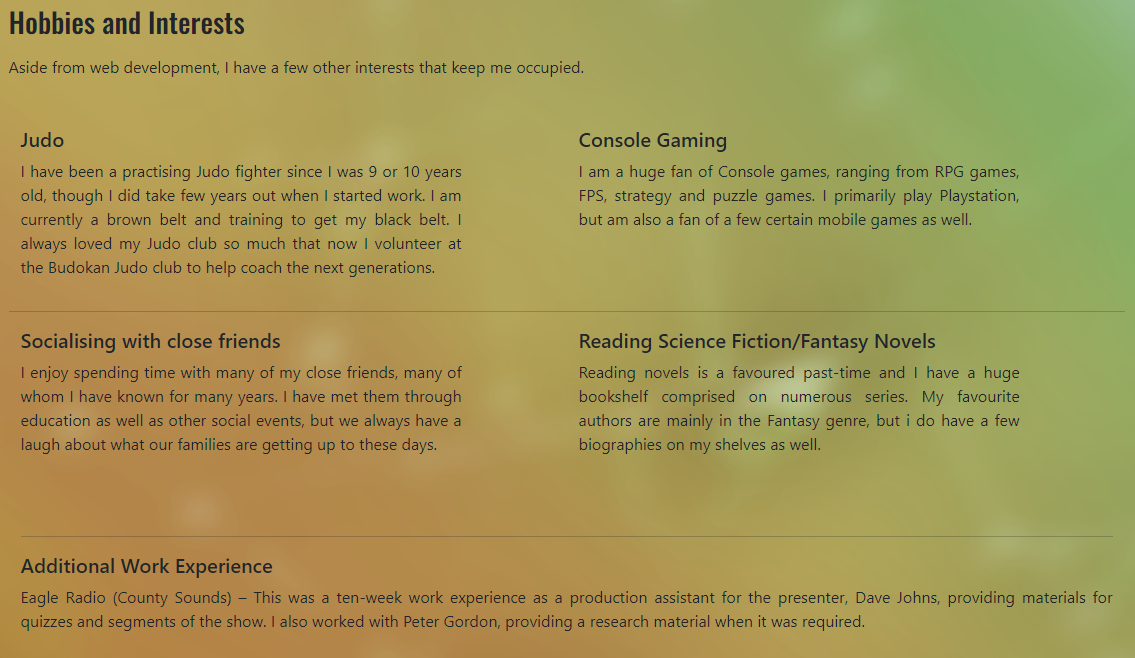 Hobbies and Interests
Aside from web development, I have a few other interests that keep me occupied.
Judo
I have been a practising Judo fighter since I was 9 or 10 years
old, though I did take few years out when I started work. I am
currently a brown belt and training to get my black belt. I
always loved my Judo club so much that now I volunteer at
the Budokan Judo club to help coach the next generations.
Console Gaming
I am a huge fan of Console games, ranging from RPG games,
FPS, strategy and puzzle games. I primarily play Playstation,
but am also a fan of a few certain mobile games as well.
Socialising with close friends
I enjoy spending time with many of my close friends, many of
whom I have known for many years. I have met them through
education as well as other social events, but we always have a
laugh about what our families are getting up to these days.
Reading Science Fiction/Fantasy Novels
Reading novels is a favoured past-time and I have a huge
bookshelf comprised on numerous series. My favourite
authors are mainly in the Fantasy genre, but i do have a few
biographies on my shelves as well.
Additional Work Experience
Eagle Radio (County Sounds) – This was a ten-week work experience as a production assistant for the presenter, Dave Johns, providing materials for
quizzes and segments of the show. I also worked with Peter Gordon, providing a research material when it was required.